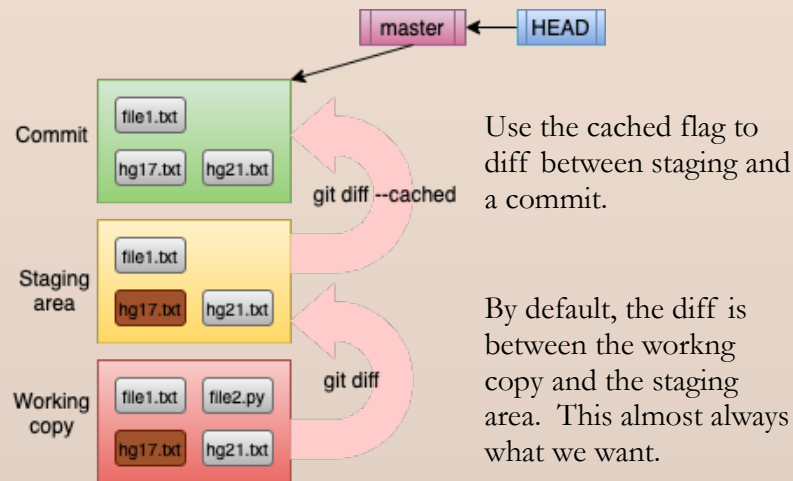 master
HEAD
Commit
file1.txt
hg17.txt
hg21.txt
git diff --cached
Use the cached flag to
diff between staging and
a commit.
Staging
area
file1.txt
hg17.txt
hg21.txt
By default, the diff is
between the workng
copy and the staging
area. This almost always
what we want.
git diff
Working
copy
file1.txt
file2.py
hg17.txt
hg21.txt